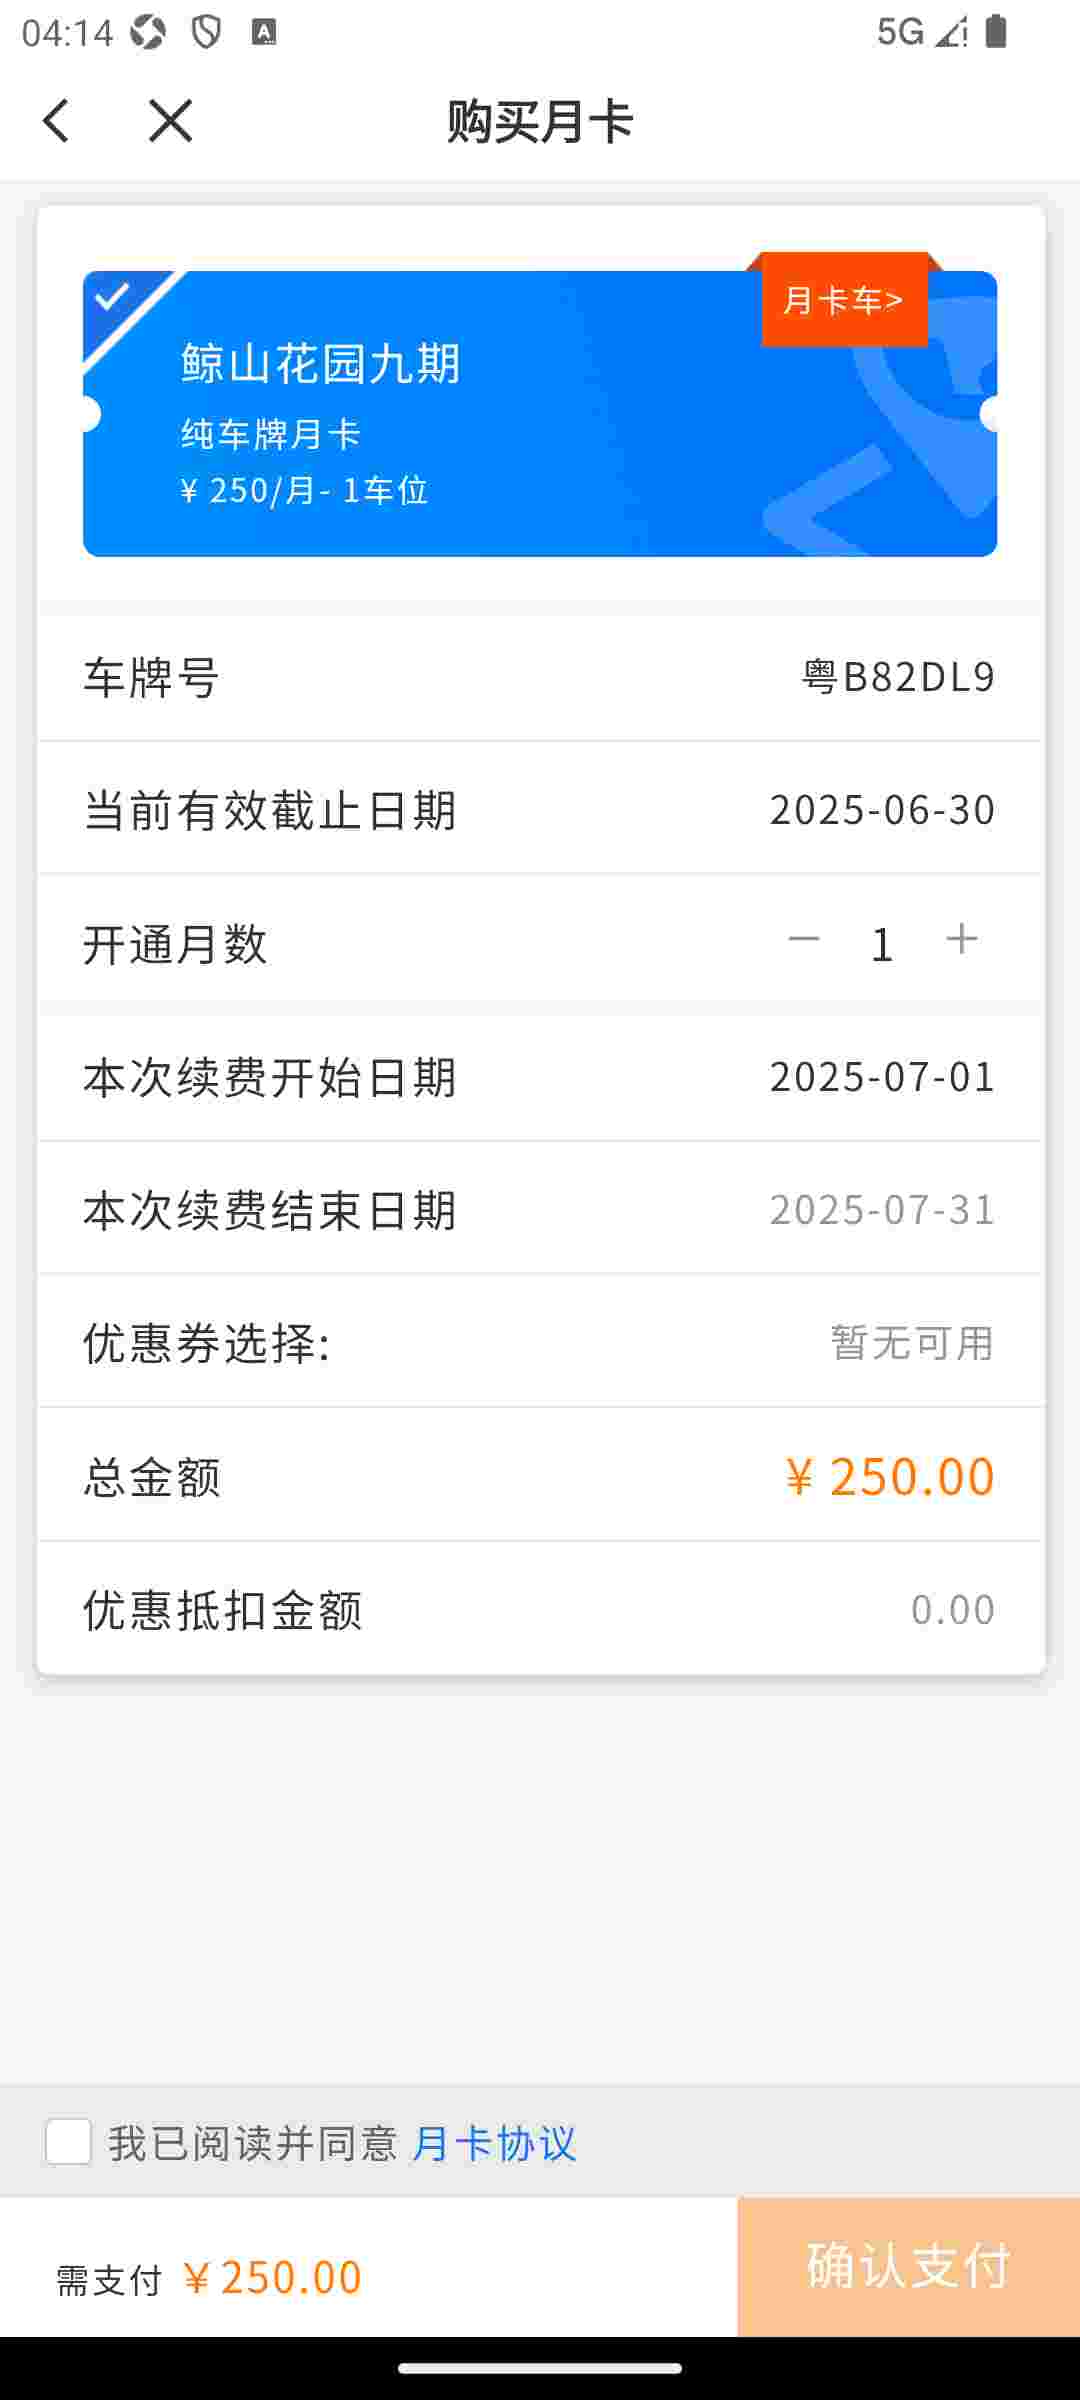 04:14
5G
购买月卡
月卡车>
鲸山花园九期
纯车牌月卡
¥ 250/月- 1车位
车牌号 粤B82DL9
当前有效截止日期 2025-06-30
开通月数 − 1 +
本次续费开始日期 2025-07-01
本次续费结束日期 2025-07-31
优惠券选择: 暂无可用
总金额 ¥ 250.00
优惠抵扣金额 0.00
我已阅读并同意 月卡协议
需支付 ¥250.00
确认支付